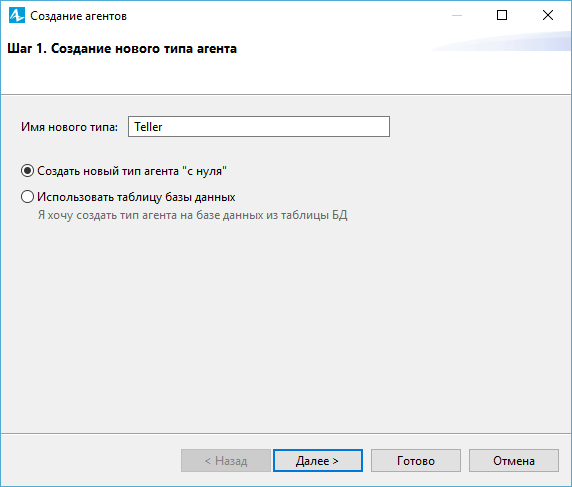 Создание агентов
Шаг 1. Создание нового типа агента
Имя нового типа: Teller
Создать новый тип агента "с нуля"
Использовать таблицу базы данных
Я хочу создать тип агента на базе данных из таблицы БД
< Назад Далее > Готово Отмена